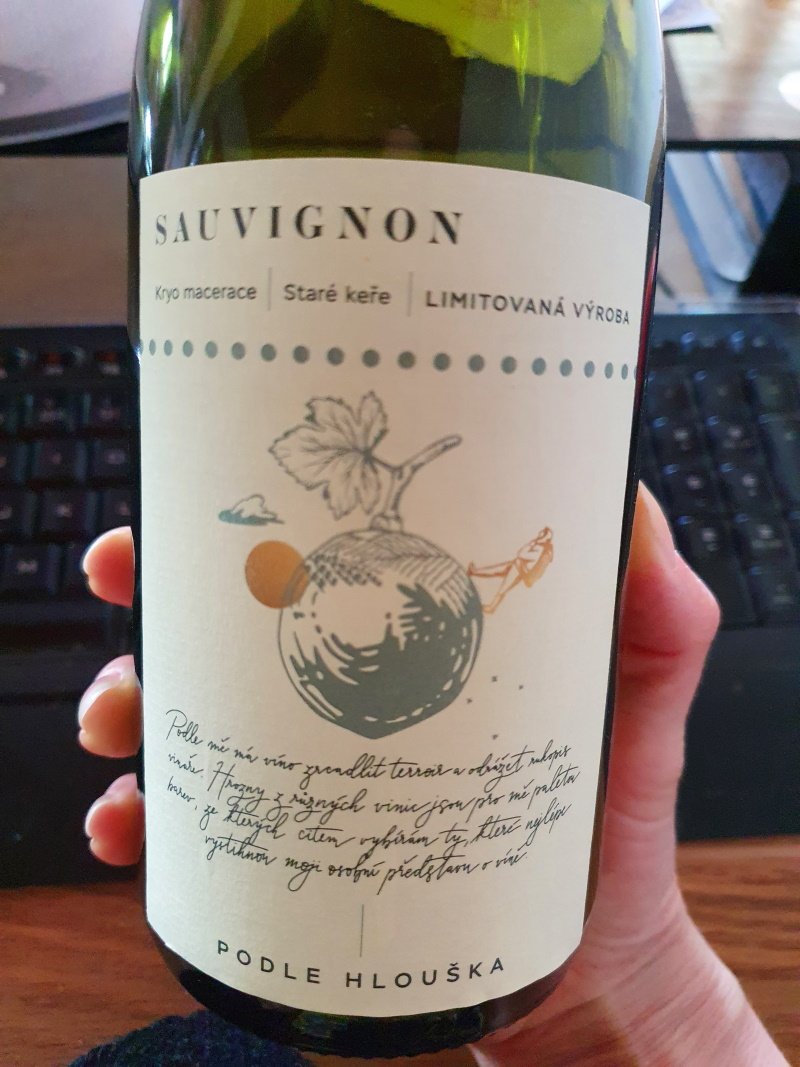 SAUVIGNON
Kryo macerace | Staré keře | LIMITOVANÁ VÝROBA
Podle mě má víno zrcadlit terroir a odrážet rukopis
vinaře. Hrozny z různých vinic jsou pro mě paletou
barev, ze kterých citem vybírám ty, které nejlépe
vystihnou moji osobní představu o víně.
PODLE HLOUŠKA